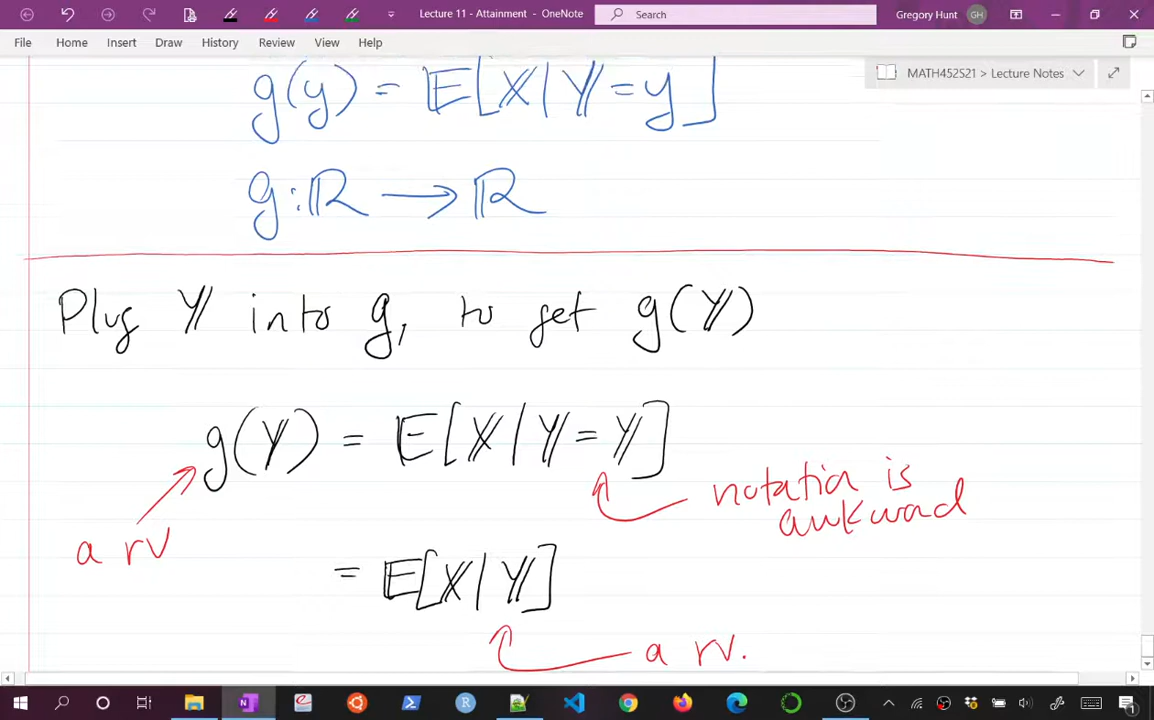 Lecture 11 - Attainment - OneNote
Search
Gregory Hunt
GH
File Home Insert Draw History Review View Help
MATH452S21 > Lecture Notes
g(y) = 𝔼[X|Y=y]
g:ℝ ⟶ ℝ
Plug Y into g, to get g(Y)
g(Y) = 𝔼[X|Y=Y]
notation is
awkward
a rv
= 𝔼[X|Y]
a rv.